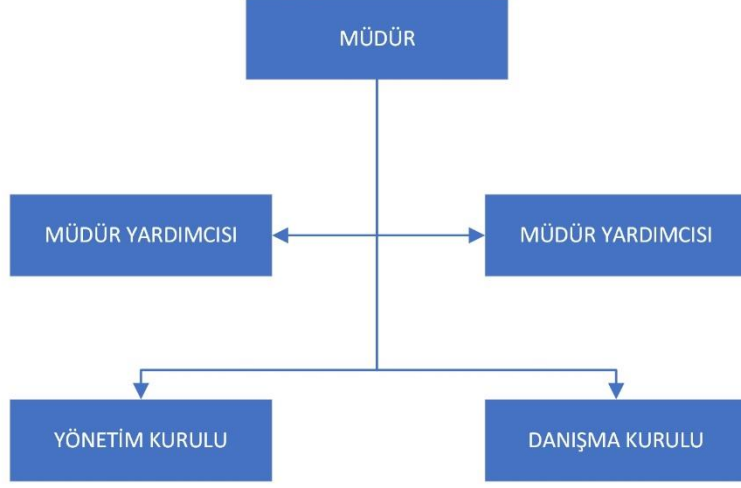 MÜDÜR
MÜDÜR YARDIMCISI
MÜDÜR YARDIMCISI
YÖNETİM KURULU
DANIŞMA KURULU